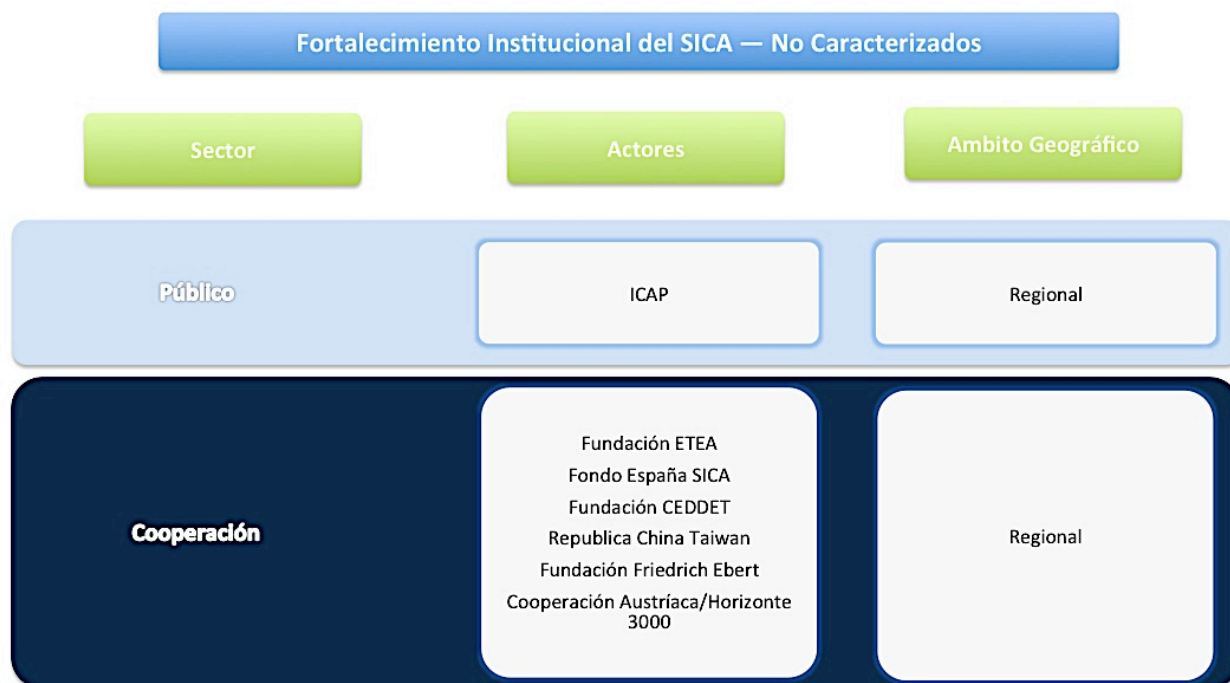 Fortalecimiento Institucional del SICA — No Caracterizados
Sector
Actores
Ambito Geográfico
Público
ICAP
Regional
Cooperación
Fundación ETEA
Fondo España SICA
Fundación CEDDET
Republica China Taiwan
Fundación Friedrich Ebert
Cooperación Austríaca/Horizonte
3000
Regional